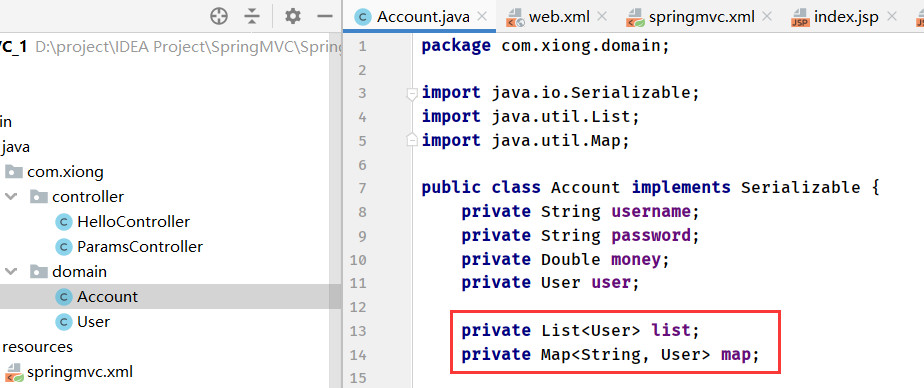 VC_1 D:\project\IDEA Project\SpringMVC\Spring
in
java
com.xiong
controller
HelloController
ParamsController
domain
Account
User
resources
springmvc.xml
Account.java
web.xml
springmvc.xml
index.jsp
1 package com.xiong.domain;
2
3 import java.io.Serializable;
4 import java.util.List;
5 import java.util.Map;
6
7 public class Account implements Serializable {
8 private String username;
9 private String password;
10 private Double money;
11 private User user;
12
13 private List<User> list;
14 private Map<String, User> map;
15